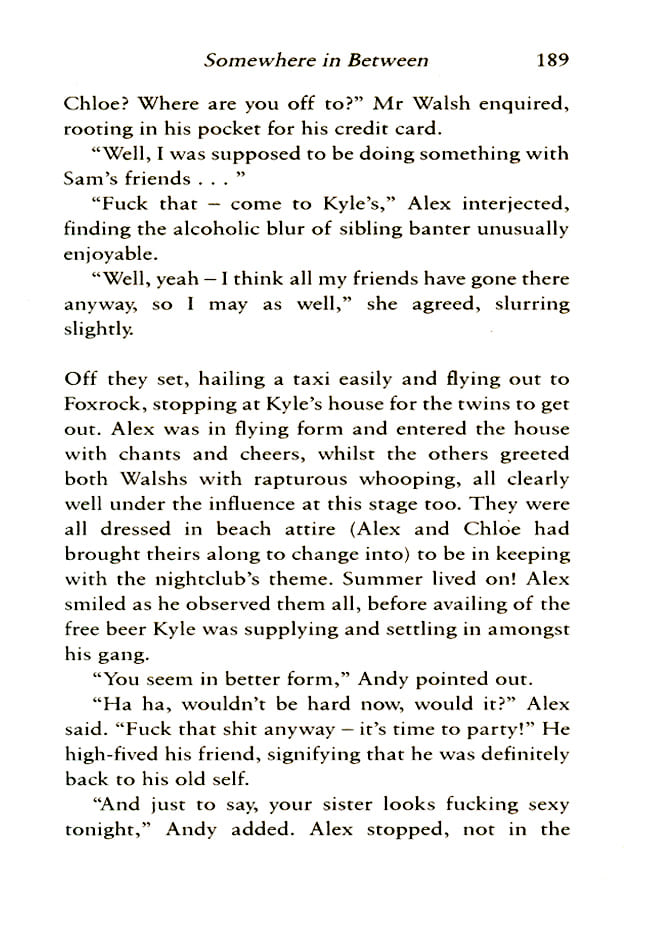 Somewhere in Between 189
Chloe? Where are you off to?” Mr Walsh enquired,
rooting in his pocket for his credit card.
“Well, I was supposed to be doing something with
Sam’s friends . . . ”
“Fuck that – come to Kyle’s,” Alex interjected,
finding the alcoholic blur of sibling banter unusually
enjoyable.
“Well, yeah – I think all my friends have gone there
anyway, so I may as well,” she agreed, slurring
slightly.
Off they set, hailing a taxi easily and flying out to
Foxrock, stopping at Kyle’s house for the twins to get
out. Alex was in flying form and entered the house
with chants and cheers, whilst the others greeted
both Walshs with rapturous whooping, all clearly
well under the influence at this stage too. They were
all dressed in beach attire (Alex and Chloe had
brought theirs along to change into) to be in keeping
with the nightclub’s theme. Summer lived on! Alex
smiled as he observed them all, before availing of the
free beer Kyle was supplying and settling in amongst
his gang.
“You seem in better form,” Andy pointed out.
“Ha ha, wouldn’t be hard now, would it?” Alex
said. “Fuck that shit anyway – it’s time to party!” He
high-fived his friend, signifying that he was definitely
back to his old self.
“And just to say, your sister looks fucking sexy
tonight,” Andy added. Alex stopped, not in the